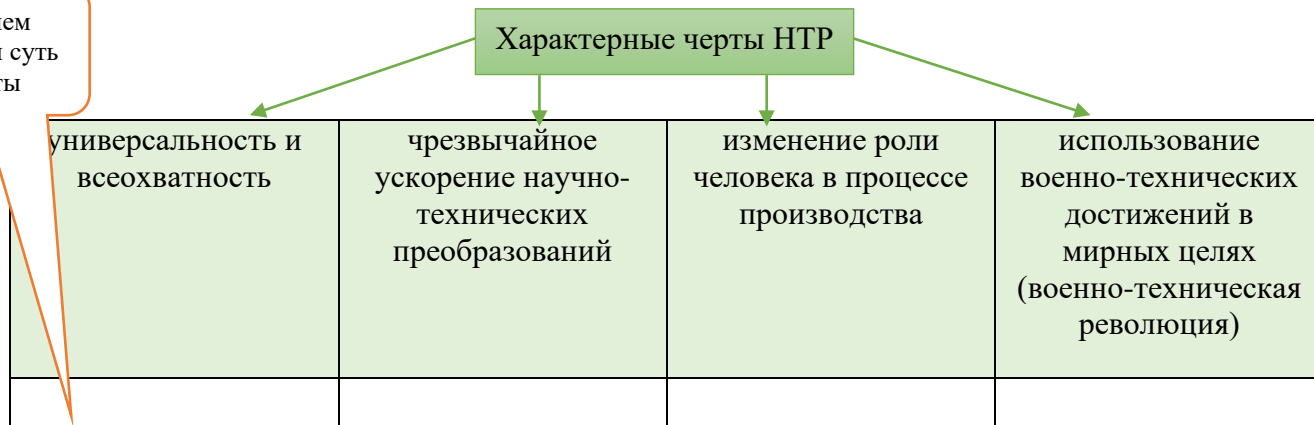 суть
Характерные черты НТР
универсальность и
всеохватность
чрезвычайное
ускорение научно-
технических
преобразований
изменение роли
человека в процессе
производства
использование
военно-технических
достижений в
мирных целях
(военно-техническая
революция)